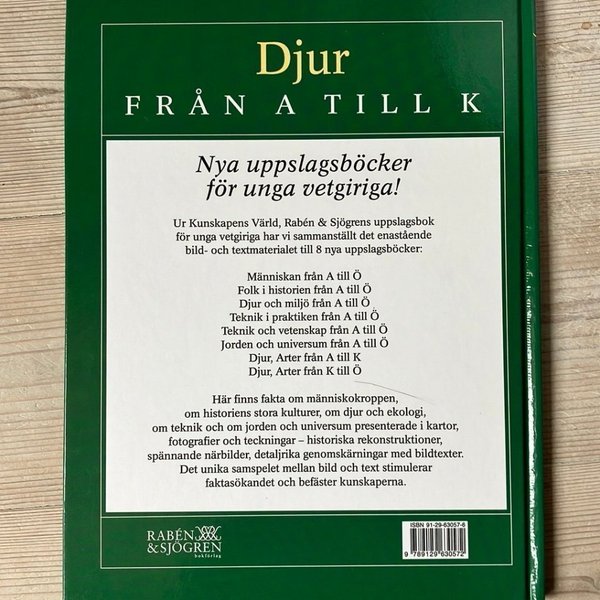 Djur
FRÅN A TILL K
Nya uppslagsböcker
för unga vetgiriga!
Ur Kunskapens Värld, Rabén & Sjögrens uppslagsbok
för unga vetgiriga har vi sammanställt det enastående
bild- och textmaterialet till 8 nya uppslagsböcker:
Människan från A till Ö
Folk i historien från A till Ö
Djur och miljö från A till Ö
Teknik i praktiken från A till Ö
Teknik och vetenskap från A till Ö
Jorden och universum från A till Ö
Djur, Arter från A till K
Djur, Arter från K till Ö
Här finns fakta om människokroppen,
om historiens stora kulturer, om djur och ekologi,
om teknik och om jorden och universum presenterade i kartor,
fotografier och teckningar – historiska rekonstruktioner,
spännande närbilder, detaljrika genomskärningar med bildtexter.
Det unika samspelet mellan bild och text stimulerar
faktasökandet och befäster kunskaperna.
RABÉN
& SJÖGREN
bokförlag
ISBN 91-29-63057-6
9 789129 630572